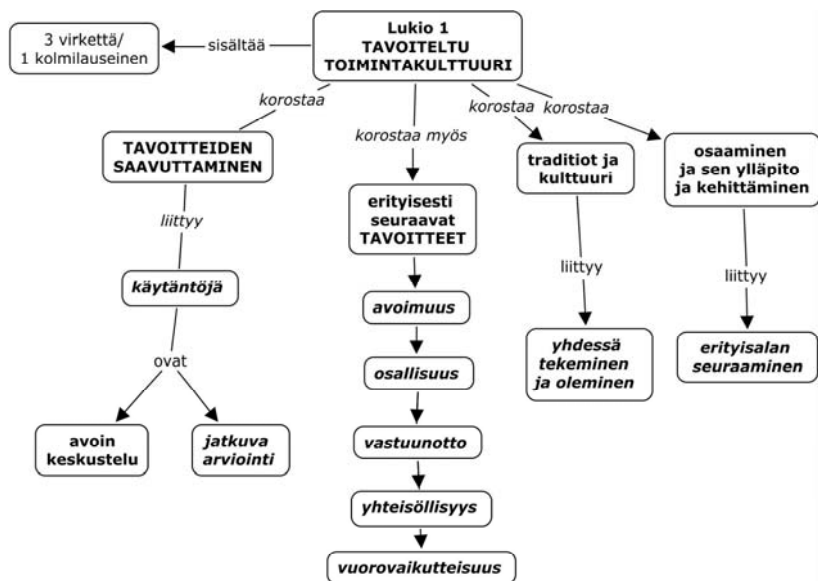 Lukio 1
TAVOITELTU
TOIMINTAKULTTUURI
sisältää
3 virkettä/
1 kolmilauseinen
korostaa
TAVOITTEIDEN
SAAVUTTAMINEN
liittyy
käytäntöjä
ovat
avoin
keskustelu
jatkuva
arviointi
korostaa myös
erityisesti
seuraavat
TAVOITTEET
avoimuus
osallisuus
vastuunotto
yhteisöllisyys
vuorovaikutteisuus
korostaa
traditiot ja
kulttuuri
liittyy
yhdessä
tekeminen
ja oleminen
korostaa
osaaminen
ja sen ylläpito
ja kehittäminen
liittyy
erityisalan
seuraaminen